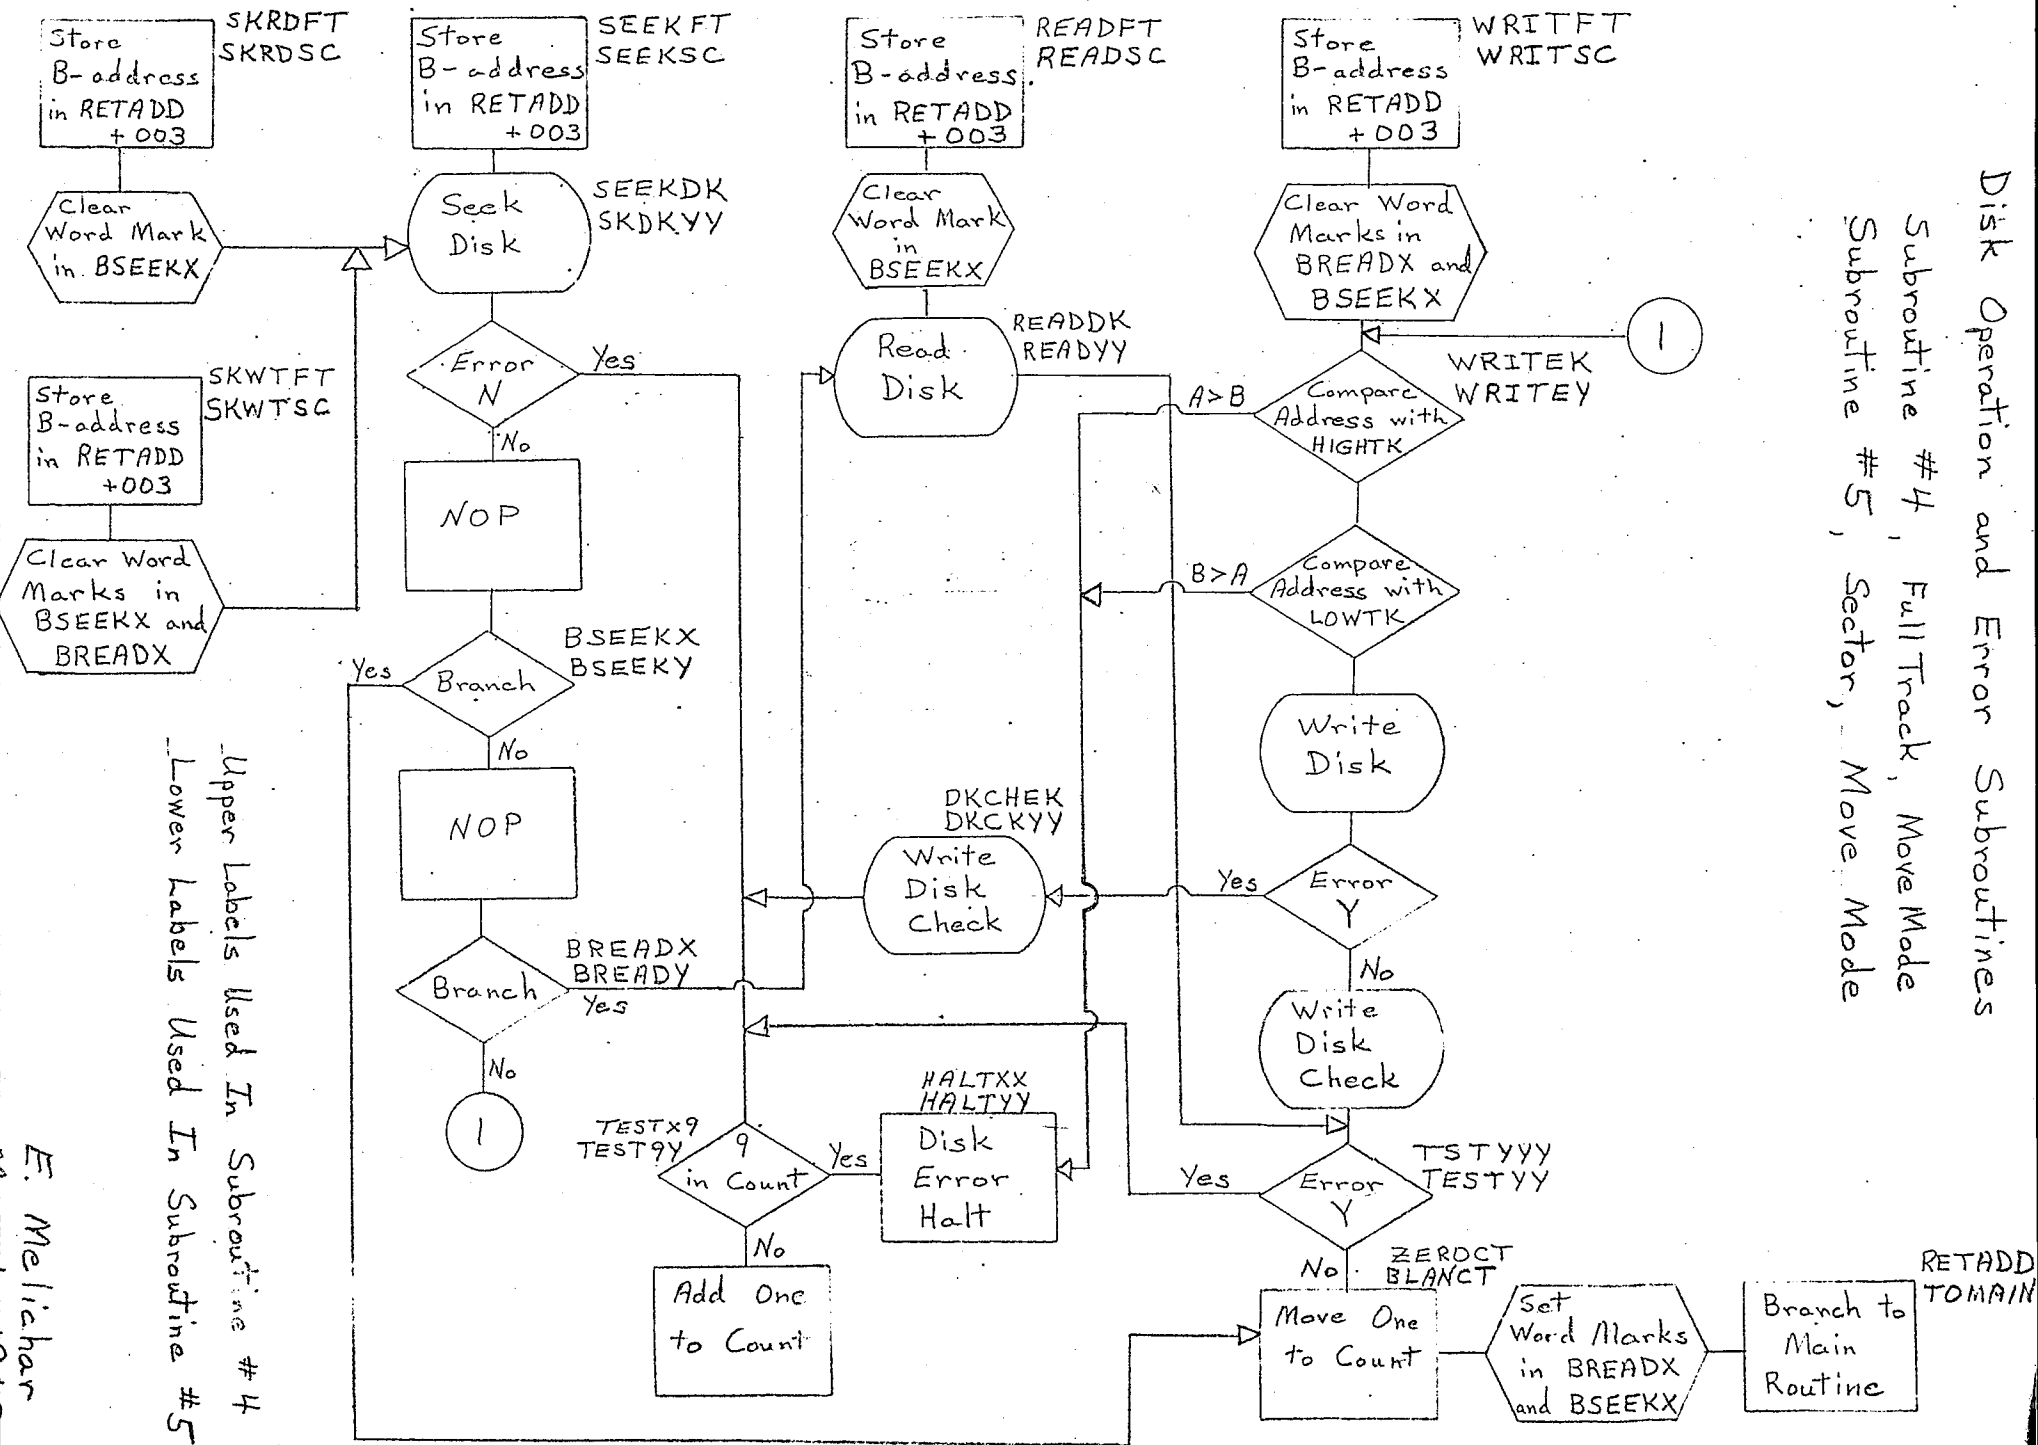 Disk Operation and Error Subroutines
Subroutine #4, Full Track, Move Mode
Subroutine #5, Sector, Move Mode
SKRDFT
SKRDSC
Store
B-address
in RETADD
+003
Clear
Word Mark
in BSEEKX
SKWTFT
SKWTSC
Store
B-address
in RETADD
+003
Clear Word
Marks in
BSEEKX and
BREADX
SEEKFT
SEEKSC
Store
B-address
in RETADD
+003
SEEKDK
SKDKYY
Seek
Disk
Error
N
Yes
No
NOP
BSEEKX
BSEEKY
Branch
Yes
No
NOP
BREADX
BREADY
Branch
Yes
No
1
READFT
READSC
Store
B-address
in RETADD
+003
Clear
Word Mark
in
BSEEKX
READDK
READYY
Read
Disk
DKCHEK
DKCKYY
Write
Disk
Check
TESTX9
TEST9Y
9
in Count
Yes
No
HALTXX
HALTYY
Disk
Error
Halt
Add One
to Count
WRITFT
WRITSC
Store
B-address
in RETADD
+003
Clear Word
Marks in
BREADX and
BSEEKX
1
WRITEK
WRITEY
A>B
Compare
Address with
HIGHTK
B>A
Compare
Address with
LOWTK
Write
Disk
Yes
Error
Y
No
Write
Disk
Check
TSTYYY
TESTYY
Yes
Error
Y
No
ZEROCT
BLANCT
Move One
to Count
Set
Word Marks
in BREADX
and BSEEKX
RETADD
TOMAIN
Branch to
Main
Routine
Upper Labels Used In Subroutine #4
Lower Labels Used In Subroutine #5
E. Melichar